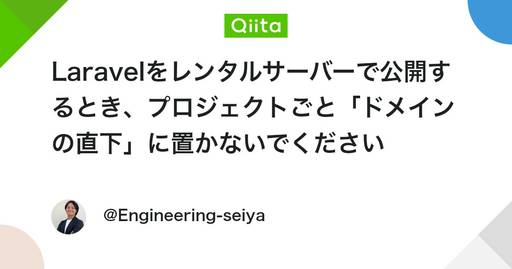 Qiita
Laravelをレンタルサーバーで公開す
るとき、プロジェクトごと「ドメイン
の直下」に置かないでください
@Engineering-seiya